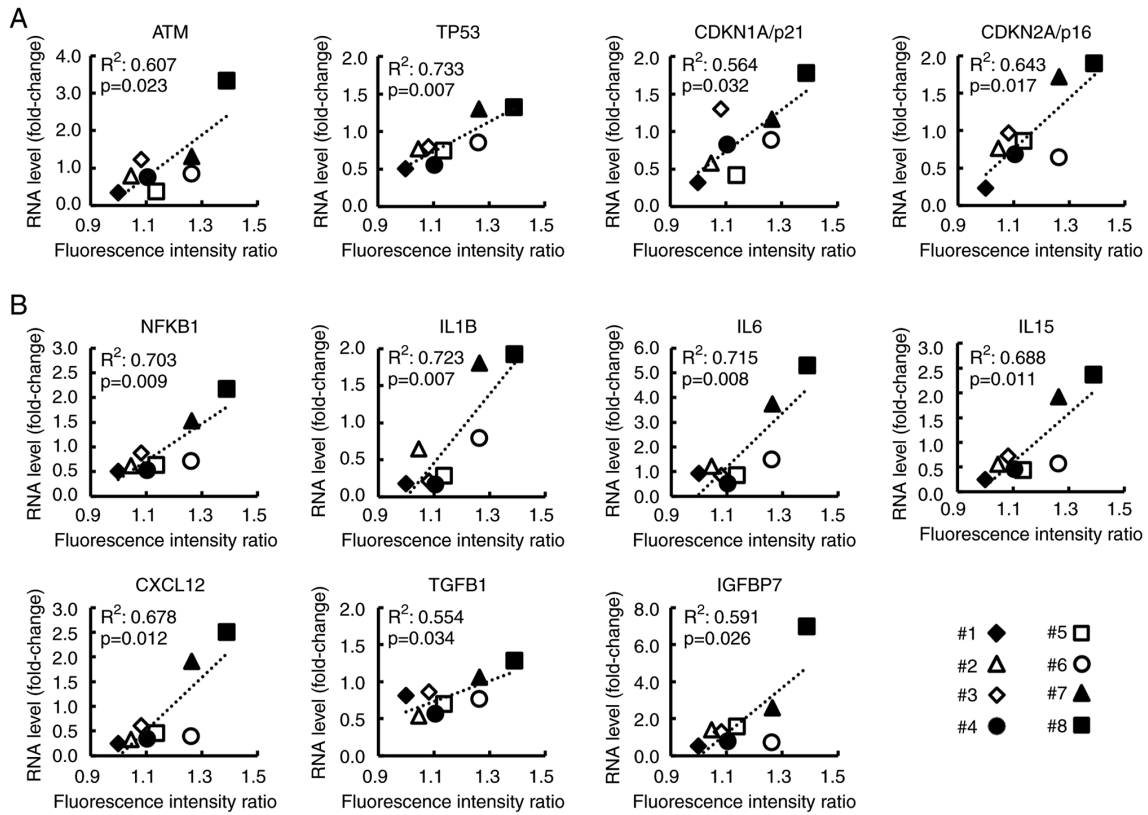 A
ATM
TP53
CDKN1A/p21
CDKN2A/p16
RNA level (fold-change)
4.0
3.0
2.0
1.0
0.0
R2: 0.607
p=0.023
0.9 1.1 1.3 1.5
Fluorescence intensity ratio
RNA level (fold-change)
2.0
1.5
1.0
0.5
0.0
R2: 0.733
p=0.007
0.9 1.1 1.3 1.5
Fluorescence intensity ratio
RNA level (fold-change)
2.0
1.5
1.0
0.5
0.0
R2: 0.564
p=0.032
0.9 1.1 1.3 1.5
Fluorescence intensity ratio
RNA level (fold-change)
2.0
1.5
1.0
0.5
0.0
R2: 0.643
p=0.017
0.9 1.1 1.3 1.5
Fluorescence intensity ratio
B
NFKB1
IL1B
IL6
IL15
RNA level (fold-change)
3.0
2.5
2.0
1.5
1.0
0.5
0.0
R2: 0.703
p=0.009
0.9 1.1 1.3 1.5
Fluorescence intensity ratio
RNA level (fold-change)
2.0
1.5
1.0
0.5
0.0
R2: 0.723
p=0.007
0.9 1.1 1.3 1.5
Fluorescence intensity ratio
RNA level (fold-change)
6.0
5.0
4.0
3.0
2.0
1.0
0.0
R2: 0.715
p=0.008
0.9 1.1 1.3 1.5
Fluorescence intensity ratio
RNA level (fold-change)
3.0
2.5
2.0
1.5
1.0
0.5
0.0
R2: 0.688
p=0.011
0.9 1.1 1.3 1.5
Fluorescence intensity ratio
CXCL12
TGFB1
IGFBP7
RNA level (fold-change)
3.0
2.5
2.0
1.5
1.0
0.5
0.0
R2: 0.678
p=0.012
0.9 1.1 1.3 1.5
Fluorescence intensity ratio
RNA level (fold-change)
2.0
1.5
1.0
0.5
0.0
R2: 0.554
p=0.034
0.9 1.1 1.3 1.5
Fluorescence intensity ratio
RNA level (fold-change)
8.0
6.0
4.0
2.0
0.0
R2: 0.591
p=0.026
0.9 1.1 1.3 1.5
Fluorescence intensity ratio
#1 #5
#2 #6
#3 #7
#4 #8